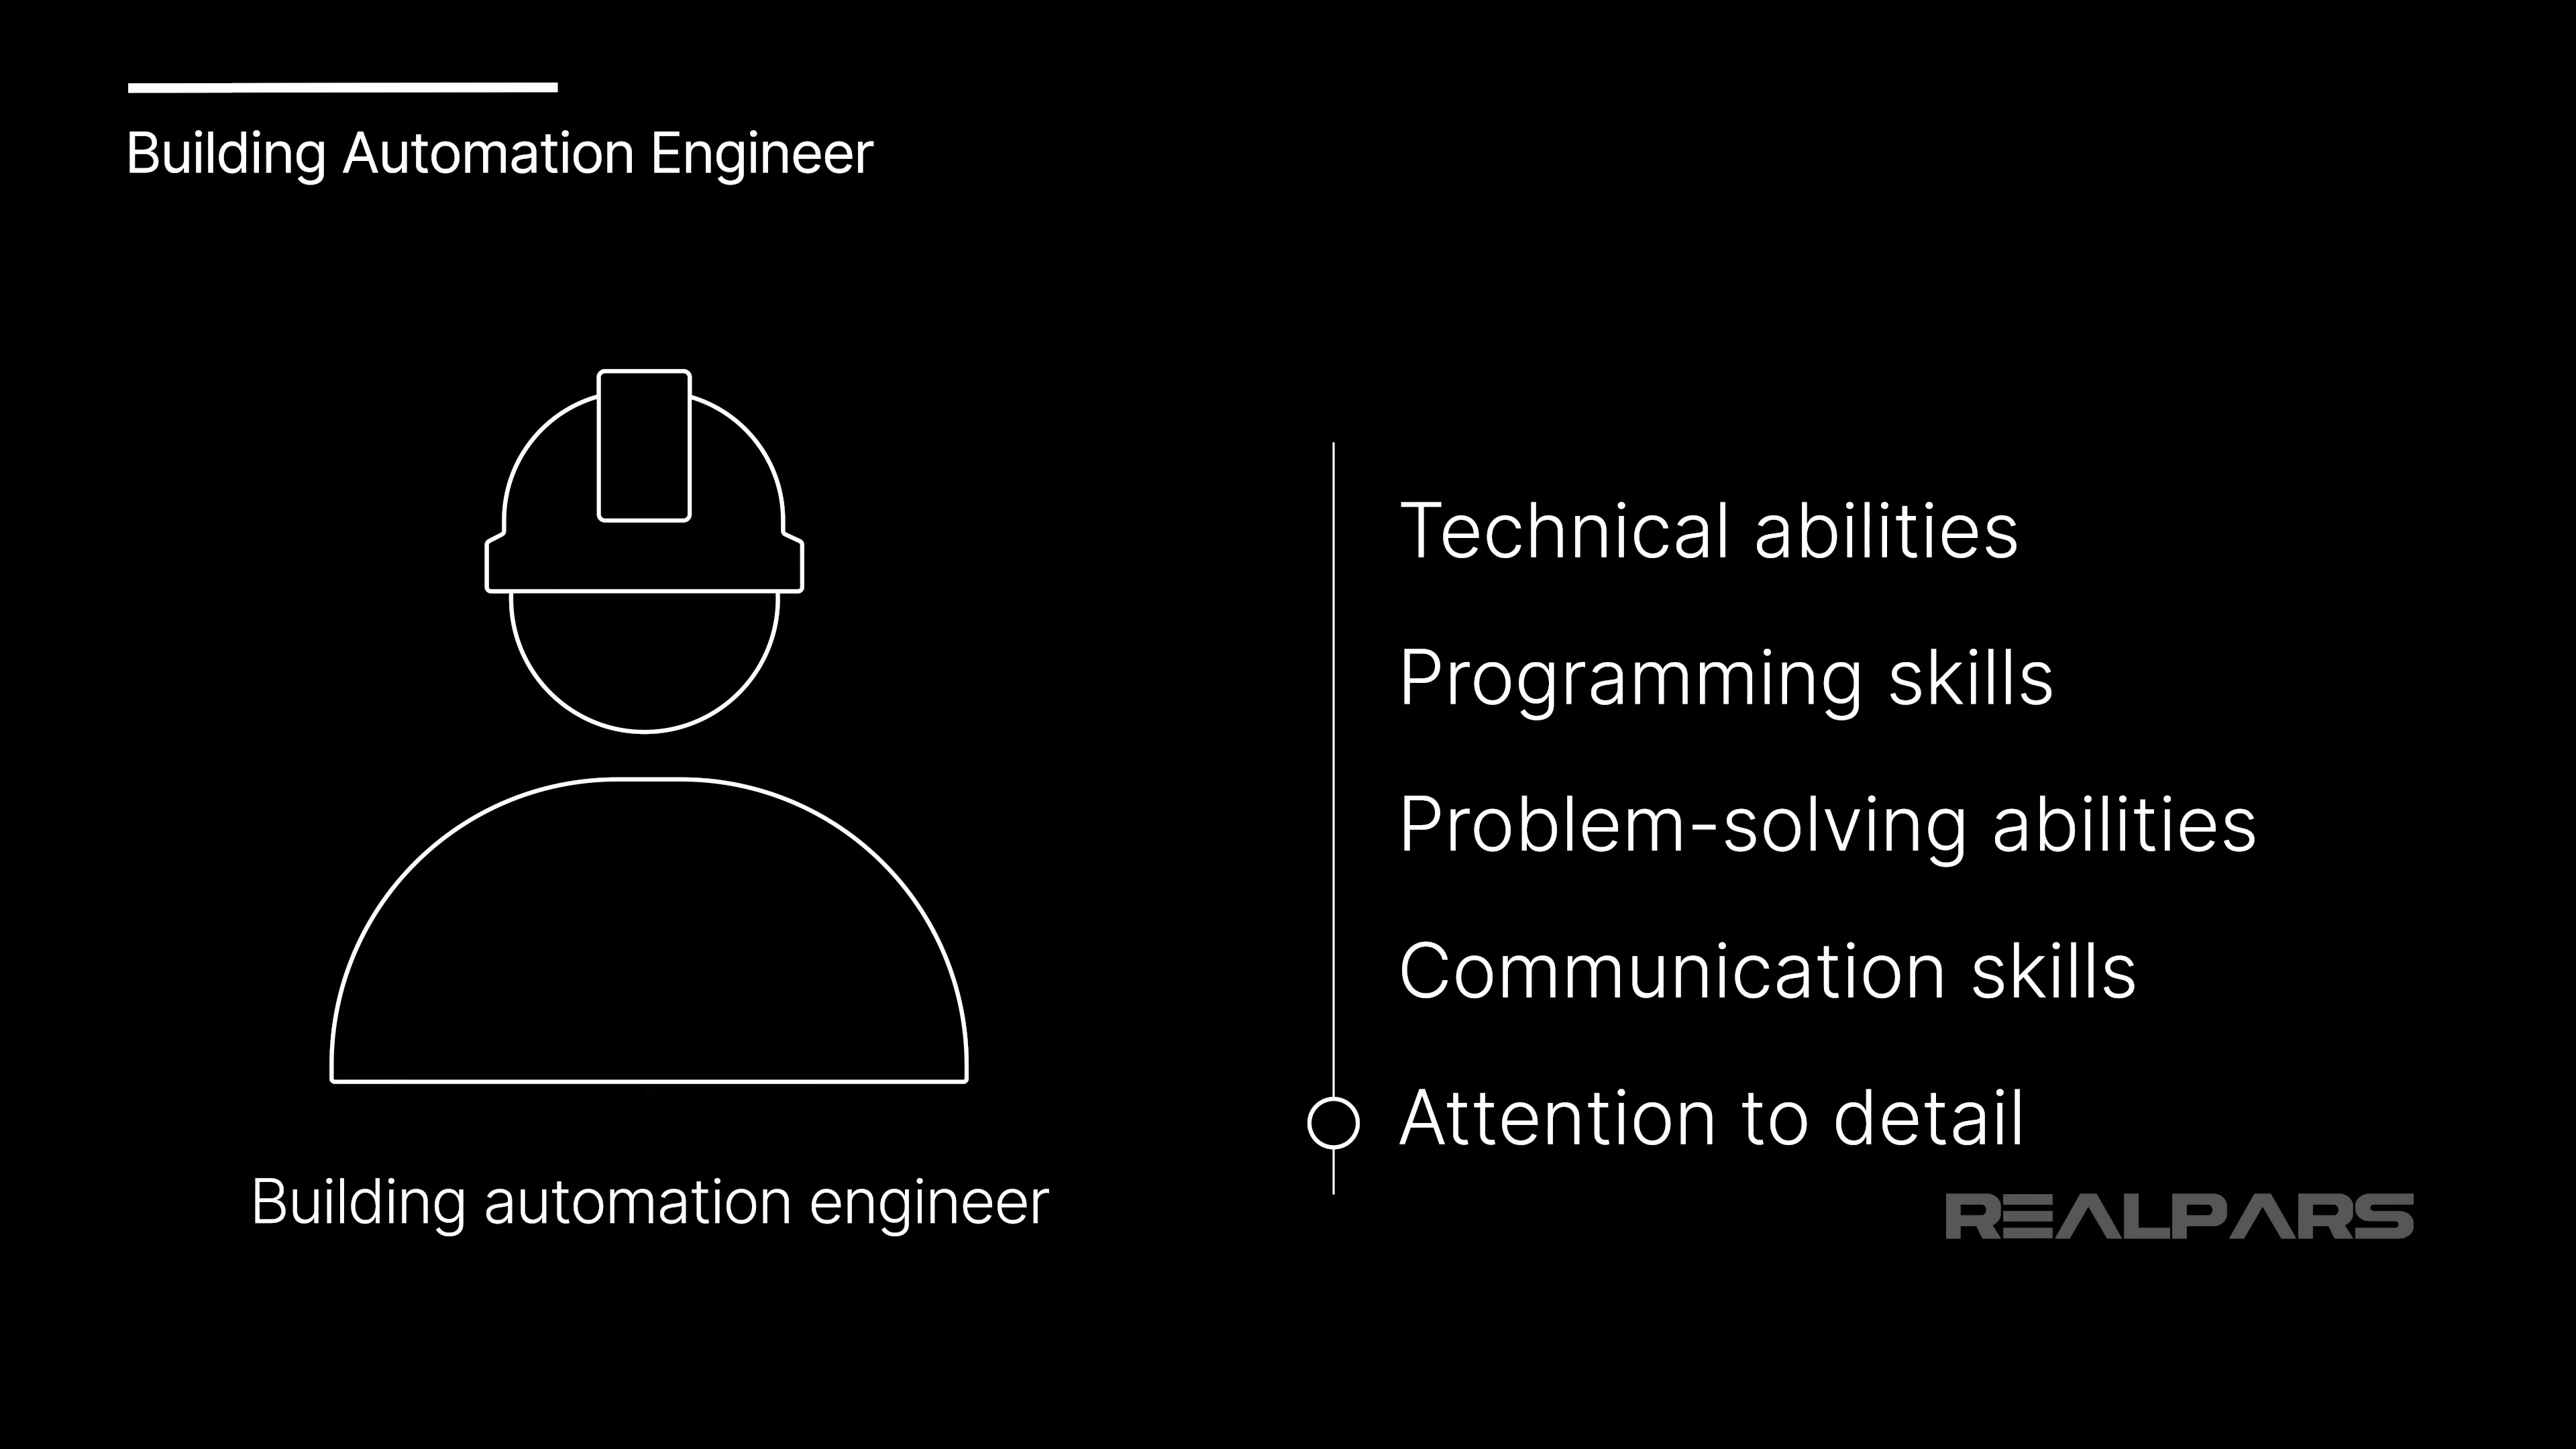 Building Automation Engineer
Technical abilities
Programming skills
Problem-solving abilities
Communication skills
Attention to detail
Building automation engineer
REALPARS